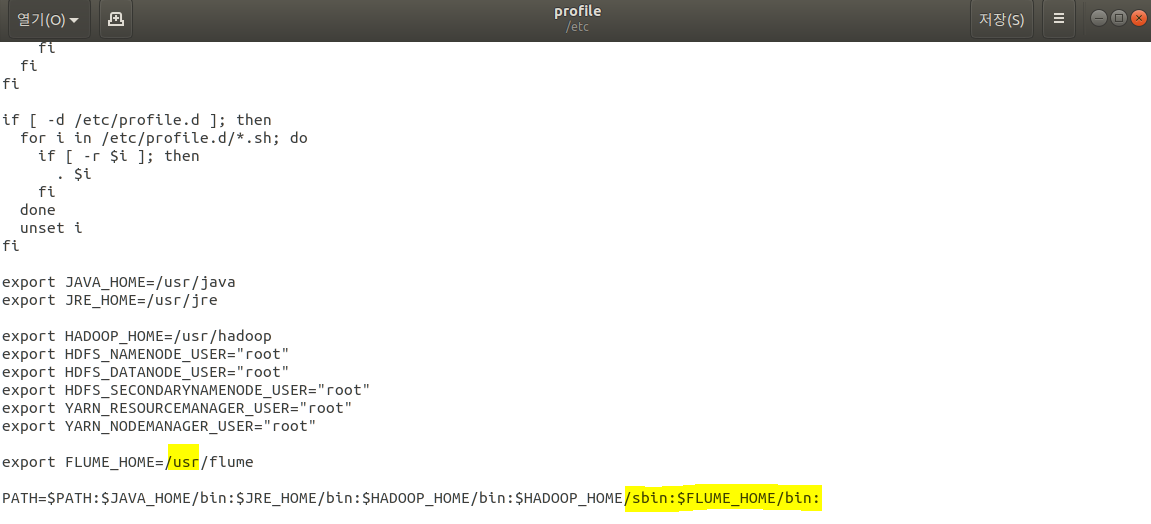 열기(O)
profile
/etc
저장(S)
    fi
  fi
fi
if [ -d /etc/profile.d ]; then
  for i in /etc/profile.d/*.sh; do
    if [ -r $i ]; then
      . $i
    fi
  done
  unset i
fi
export JAVA_HOME=/usr/java
export JRE_HOME=/usr/jre
export HADOOP_HOME=/usr/hadoop
export HDFS_NAMENODE_USER="root"
export HDFS_DATANODE_USER="root"
export HDFS_SECONDARYNAMENODE_USER="root"
export YARN_RESOURCEMANAGER_USER="root"
export YARN_NODEMANAGER_USER="root"
export FLUME_HOME=/usr/flume
PATH=$PATH:$JAVA_HOME/bin:$JRE_HOME/bin:$HADOOP_HOME/bin:$HADOOP_HOME/sbin:$FLUME_HOME/bin: